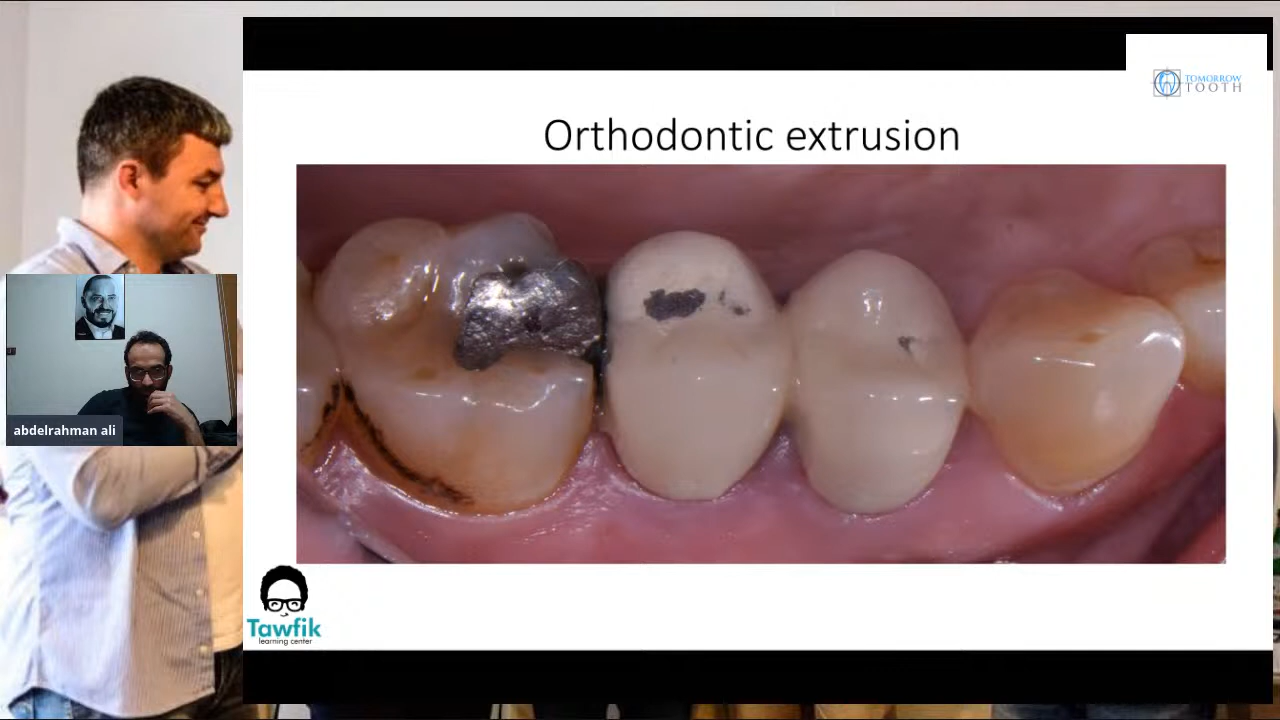 TOMORROW
TOOTH
Orthodontic extrusion
abdelrahman ali
Tawfik
learning center